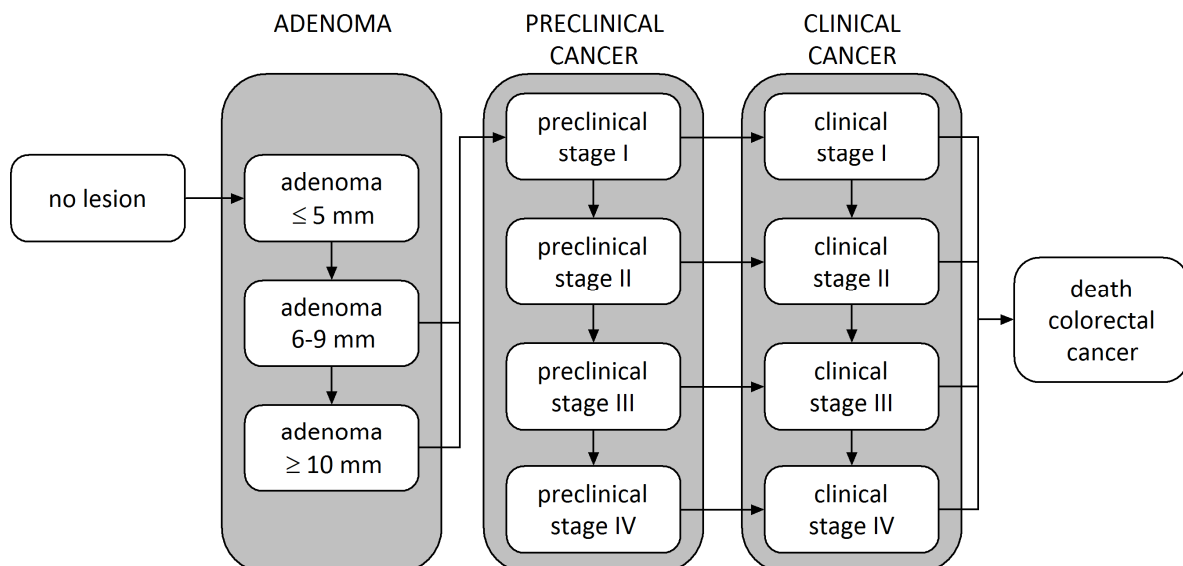 ADENOMA
PRECLINICAL
CANCER
CLINICAL
CANCER
no lesion
adenoma
≤ 5 mm
adenoma
6-9 mm
adenoma
≥ 10 mm
preclinical
stage I
preclinical
stage II
preclinical
stage III
preclinical
stage IV
clinical
stage I
clinical
stage II
clinical
stage III
clinical
stage IV
death
colorectal
cancer